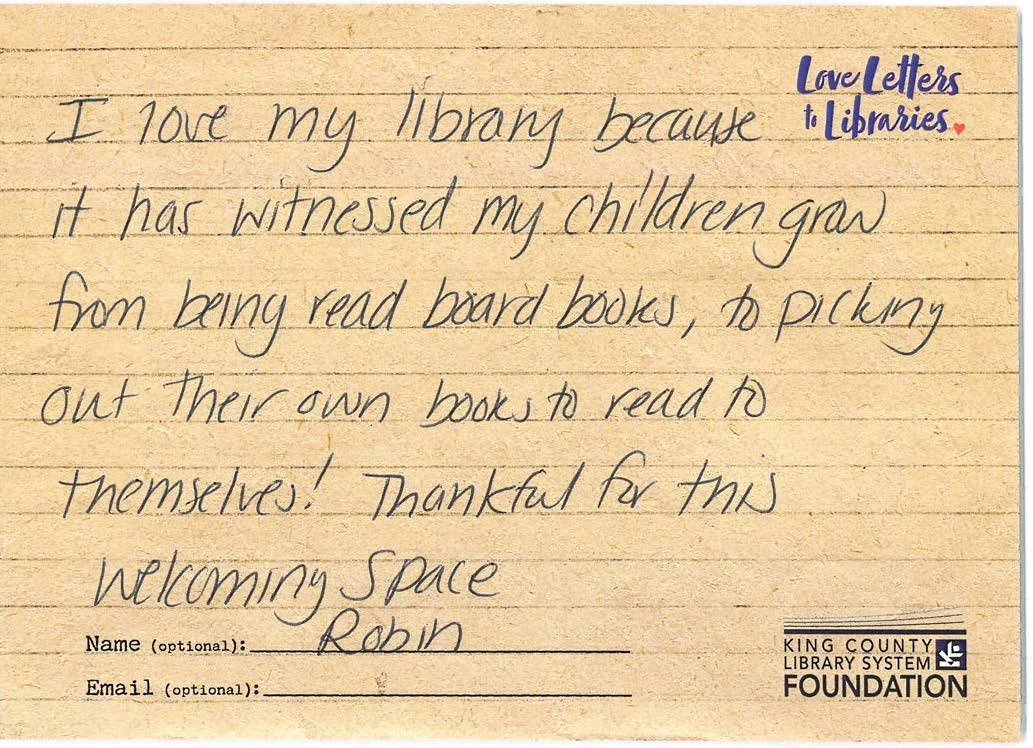 Love Letters
to Libraries
I love my library because
it has witnessed my children grow
from being read board books, to picking
out their own books to read to
themselves! Thankful for this
welcoming space
Name (optional): Robin
Email (optional):
KING COUNTY
LIBRARY SYSTEM
FOUNDATION